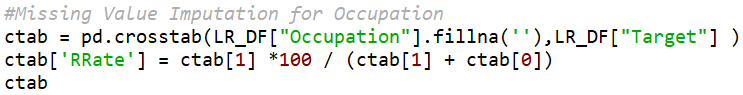 #Missing Value Imputation for Occupation
ctab = pd.crosstab(LR_DF["Occupation"].fillna(''),LR_DF["Target"] )
ctab['RRate'] = ctab[1] *100 / (ctab[1] + ctab[0])
ctab